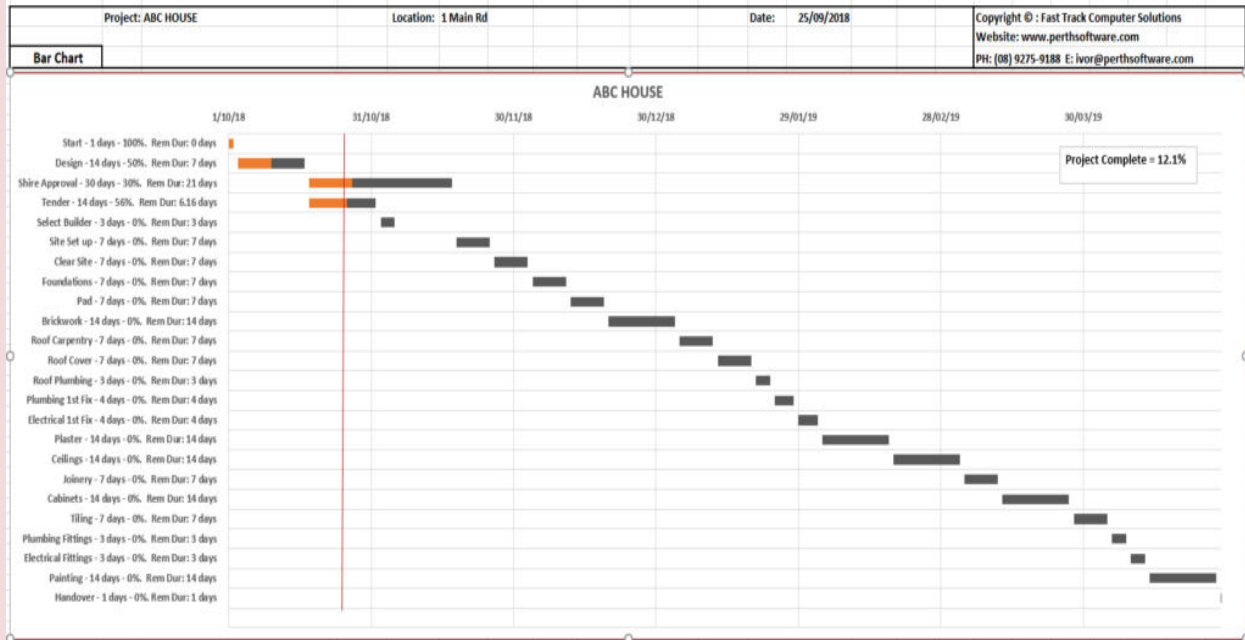 Project: ABC HOUSE Location: 1 Main Rd Date: 25/09/2018 Copyright © : Fast Track Computer Solutions
Website: www.perthsoftware.com
Bar Chart PH: (08) 9275-9188 E: ivor@perthsoftware.com
ABC HOUSE
1/10/18 31/10/18 30/11/18 30/12/18 29/01/19 28/02/19 30/03/19
Start - 1 days - 100%. Rem Dur: 0 days
Design - 14 days - 50%. Rem Dur: 7 days
Project Complete = 12.1%
Shire Approval - 30 days - 30%. Rem Dur: 21 days
Tender - 14 days - 56%. Rem Dur: 6.16 days
Select Builder - 3 days - 0%. Rem Dur: 3 days
Site Set up - 7 days - 0%. Rem Dur: 7 days
Clear Site - 7 days - 0%. Rem Dur: 7 days
Foundations - 7 days - 0%. Rem Dur: 7 days
Pad - 7 days - 0%. Rem Dur: 7 days
Brickwork - 14 days - 0%. Rem Dur: 14 days
Roof Carpentry - 7 days - 0%. Rem Dur: 7 days
Roof Cover - 7 days - 0%. Rem Dur: 7 days
Roof Plumbing - 3 days - 0%. Rem Dur: 3 days
Plumbing 1st Fix - 4 days - 0%. Rem Dur: 4 days
Electrical 1st Fix - 4 days - 0%. Rem Dur: 4 days
Plaster - 14 days - 0%. Rem Dur: 14 days
Ceilings - 14 days - 0%. Rem Dur: 14 days
Joinery - 7 days - 0%. Rem Dur: 7 days
Cabinets - 14 days - 0%. Rem Dur: 14 days
Tiling - 7 days - 0%. Rem Dur: 7 days
Plumbing Fittings - 3 days - 0%. Rem Dur: 3 days
Electrical Fittings - 3 days - 0%. Rem Dur: 3 days
Painting - 14 days - 0%. Rem Dur: 14 days
Handover - 1 days - 0%. Rem Dur: 1 days